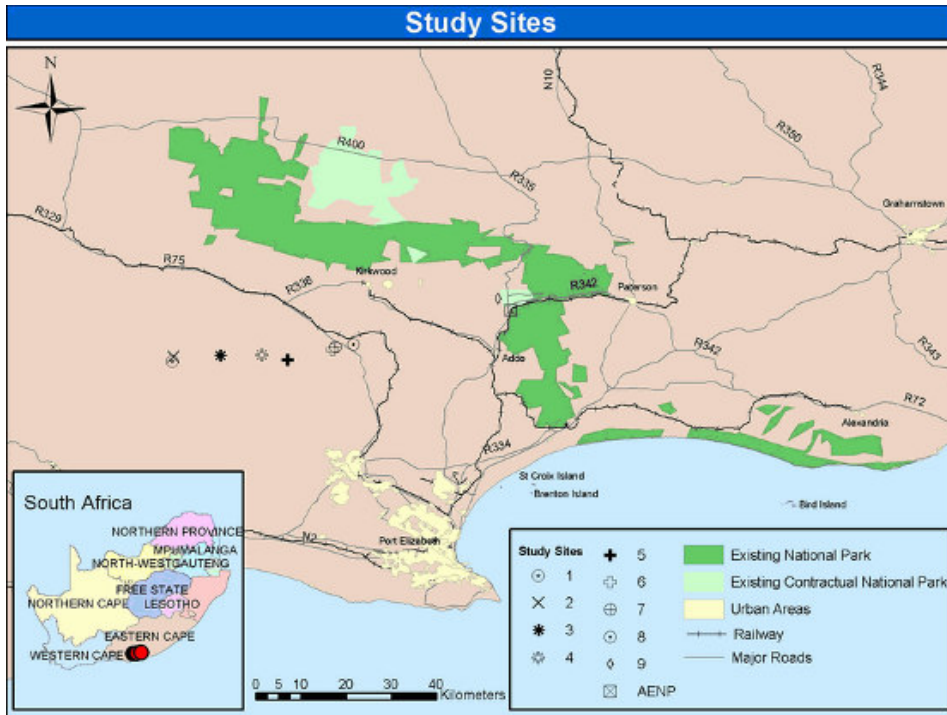 Study Sites
N
N10
R344
R350
R400
R335
Grahamstown
R329
R75
R336
Kirkwood
R342
Paterson
Addo
R342
R343
R72
Alexandria
R334
St Croix Island
Brenton Island
Bird Island
N2
Port Elizabeth
South Africa
NORTHERN PROVINCE
MPUMALANGA
NORTH-WEST GAUTENG
FREE STATE
NORTHERN CAPE
LESOTHO
EASTERN CAPE
WESTERN CAPE
0 5 10 20 30 40
Kilometers
Study Sites
1
2
3
4
5
6
7
8
9
AENP
Existing National Park
Existing Contractual National Park
Urban Areas
Railway
Major Roads